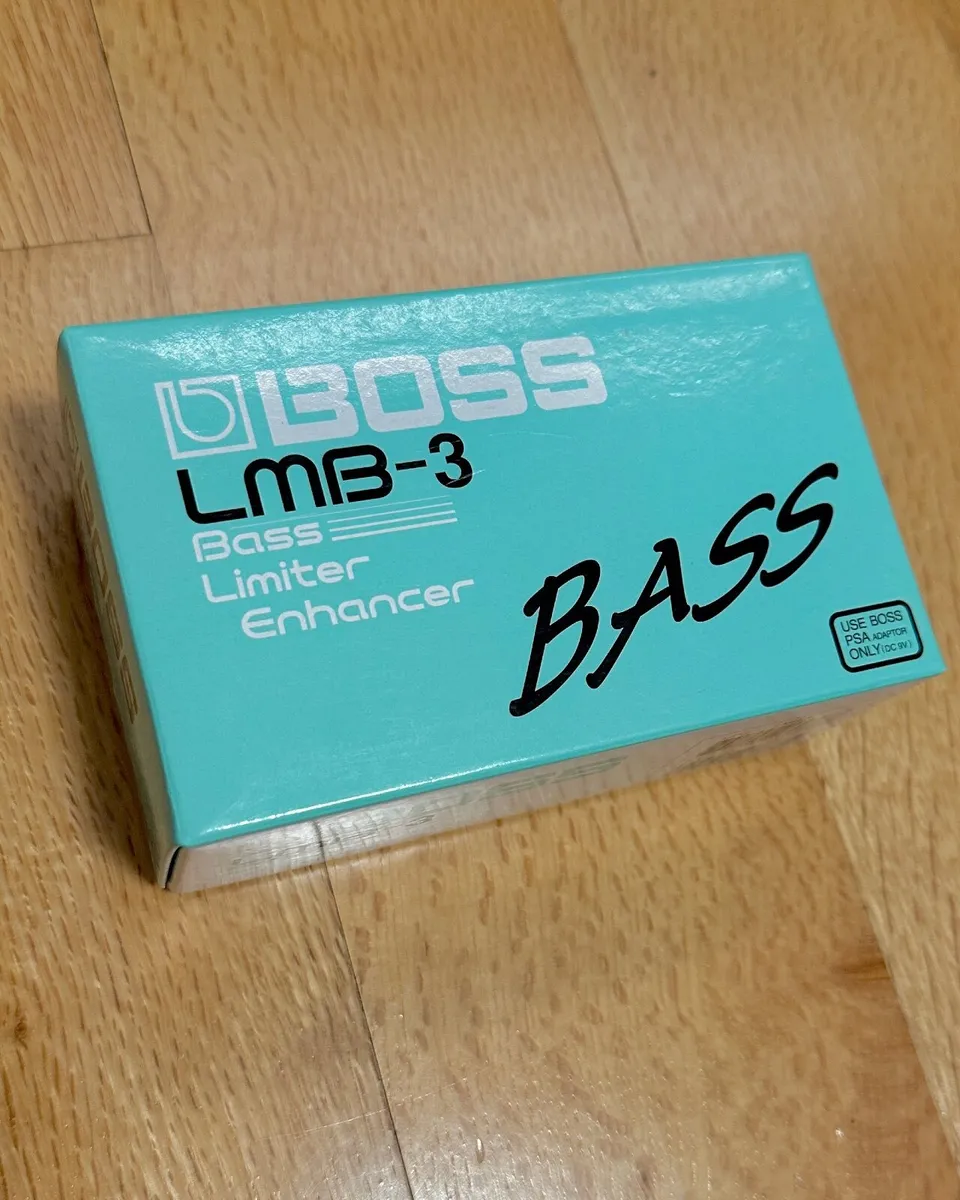 BOSS
LMB-3
Bass
Limiter
Enhancer
BASS
USE BOSS
PSA ADAPTOR
ONLY(DC 9V)